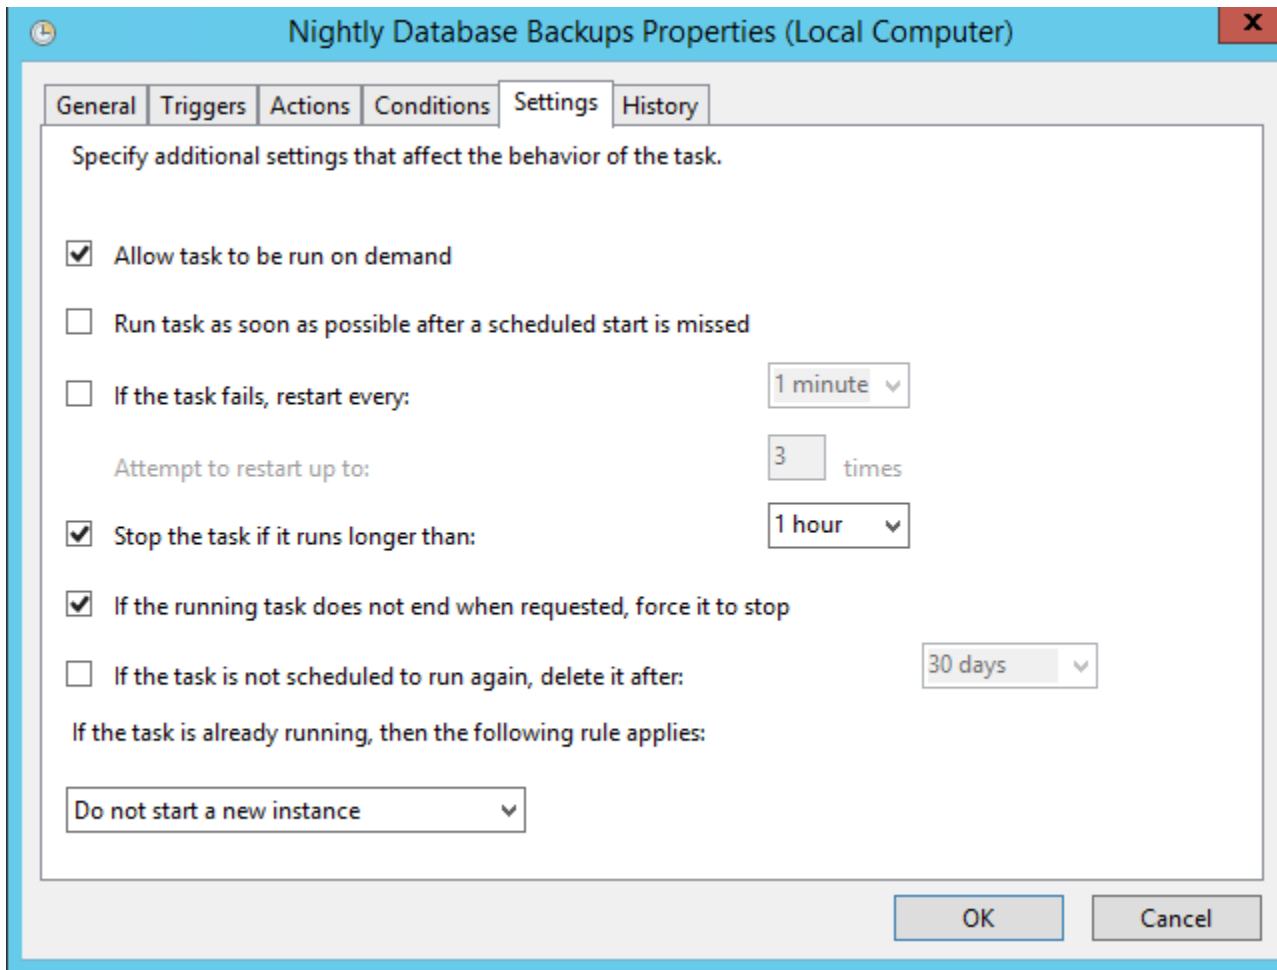 Nightly Database Backups Properties (Local Computer)
x
General Triggers Actions Conditions Settings History
Specify additional settings that affect the behavior of the task.
Allow task to be run on demand
Run task as soon as possible after a scheduled start is missed
If the task fails, restart every: 1 minute
Attempt to restart up to: 3 times
Stop the task if it runs longer than: 1 hour
If the running task does not end when requested, force it to stop
If the task is not scheduled to run again, delete it after: 30 days
If the task is already running, then the following rule applies:
Do not start a new instance
OK Cancel